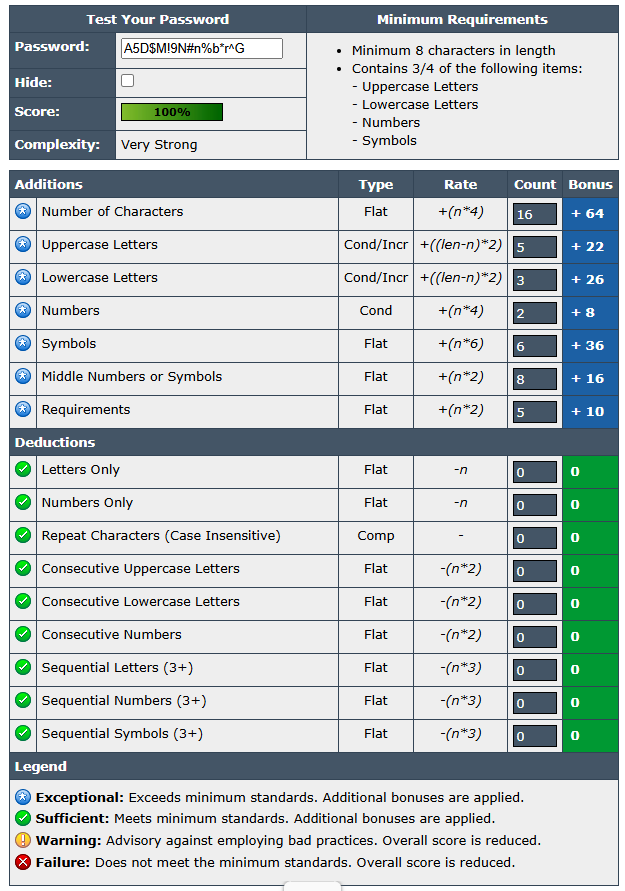 Test Your Password
Minimum Requirements
Password: A5D$M!9N#n%b*r^G
Hide:
Score: 100%
Complexity: Very Strong
• Minimum 8 characters in length
• Contains 3/4 of the following items:
- Uppercase Letters
- Lowercase Letters
- Numbers
- Symbols
Additions Type Rate Count Bonus
Number of Characters Flat +(n*4) 16 + 64
Uppercase Letters Cond/Incr +((len-n)*2) 5 + 22
Lowercase Letters Cond/Incr +((len-n)*2) 3 + 26
Numbers Cond +(n*4) 2 + 8
Symbols Flat +(n*6) 6 + 36
Middle Numbers or Symbols Flat +(n*2) 8 + 16
Requirements Flat +(n*2) 5 + 10
Deductions
Letters Only Flat -n 0 0
Numbers Only Flat -n 0 0
Repeat Characters (Case Insensitive) Comp - 0 0
Consecutive Uppercase Letters Flat -(n*2) 0 0
Consecutive Lowercase Letters Flat -(n*2) 0 0
Consecutive Numbers Flat -(n*2) 0 0
Sequential Letters (3+) Flat -(n*3) 0 0
Sequential Numbers (3+) Flat -(n*3) 0 0
Sequential Symbols (3+) Flat -(n*3) 0 0
Legend
Exceptional: Exceeds minimum standards. Additional bonuses are applied.
Sufficient: Meets minimum standards. Additional bonuses are applied.
Warning: Advisory against employing bad practices. Overall score is reduced.
Failure: Does not meet the minimum standards. Overall score is reduced.